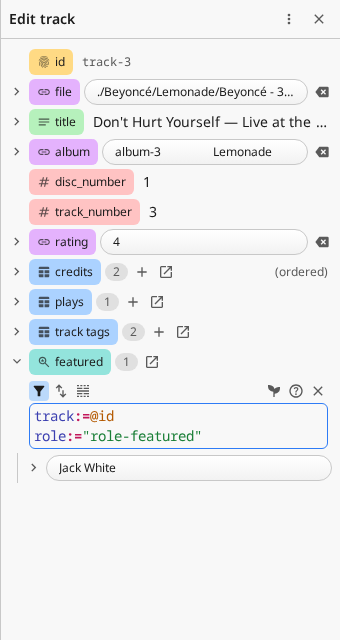 Edit track
id track-3
file ./Beyoncé/Lemonade/Beyoncé - 3...
title Don't Hurt Yourself — Live at the ...
album album-3 Lemonade
# disc_number 1
# track_number 3
rating 4
credits 2 + (ordered)
plays 1 +
track tags 2 +
featured 1
track:=@id
role:="role-featured"
Jack White